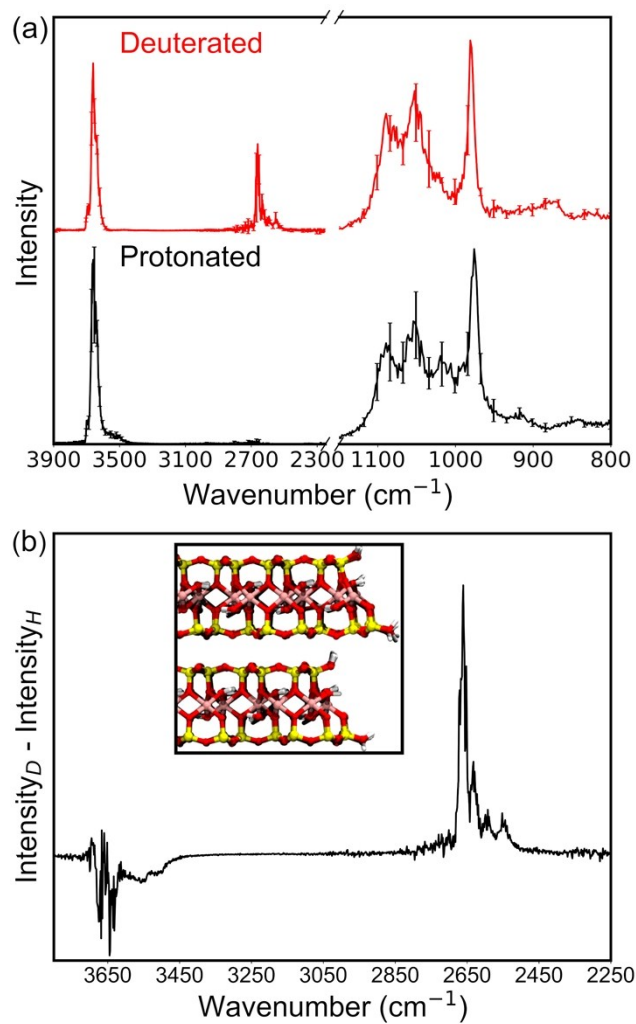 (a)
Deuterated
Protonated
Intensity
3900 3500 3100 2700 2300 1100 1000 900 800
Wavenumber (cm⁻¹)
(b)
Intensity_D - Intensity_H
3650 3450 3250 3050 2850 2650 2450 2250
Wavenumber (cm⁻¹)